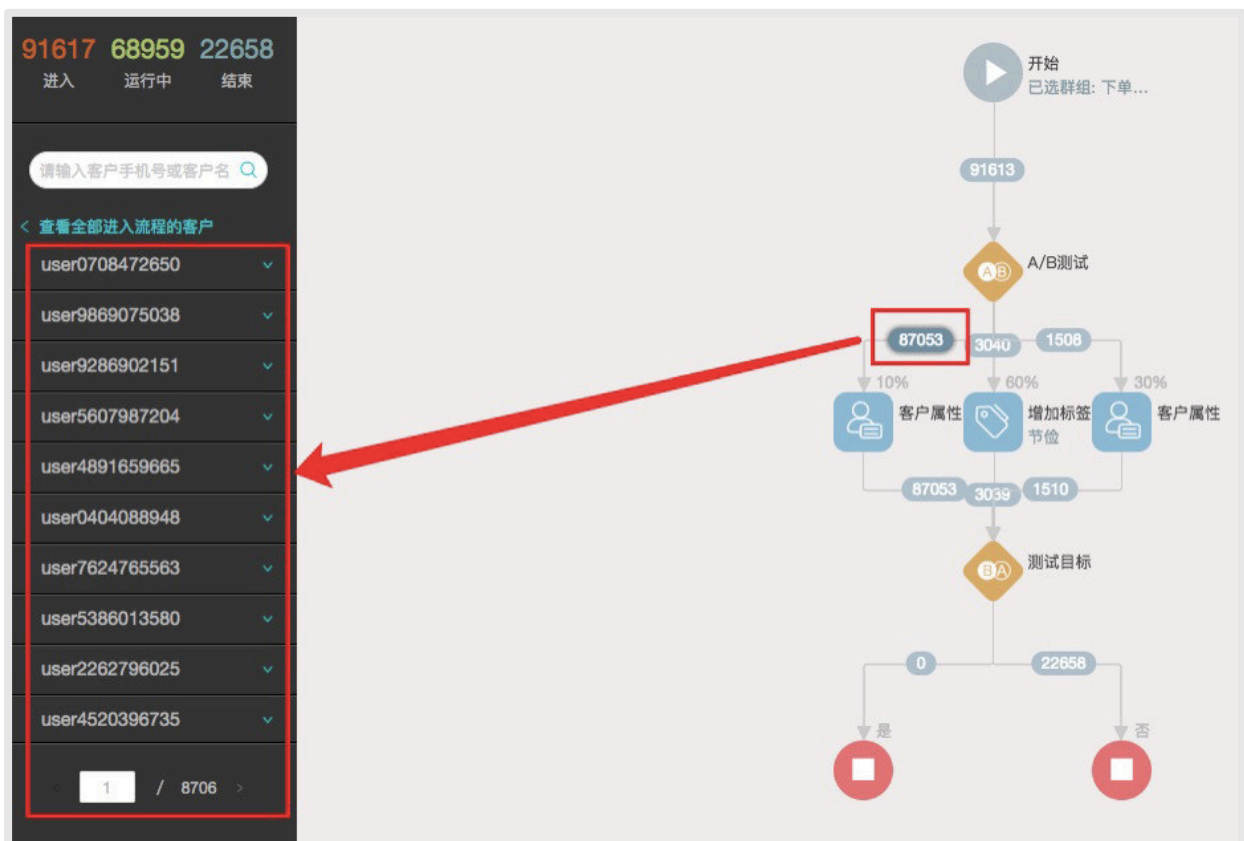 91617 68959 22658
进入 运行中 结束
请输入客户手机号或客户名
< 查看全部进入流程的客户
user0708472650
user9869075038
user9286902151
user5607987204
user4891659665
user0404088948
user7624765563
user5386013580
user2262796025
user4520396735
< 1 / 8706 >
开始
已选群组: 下单...
91613
AB
A/B测试
87053 3040 1508
10% 60% 30%
客户属性
增加标签
节俭
客户属性
87053 3039 1510
BA
测试目标
0 22658
是 否